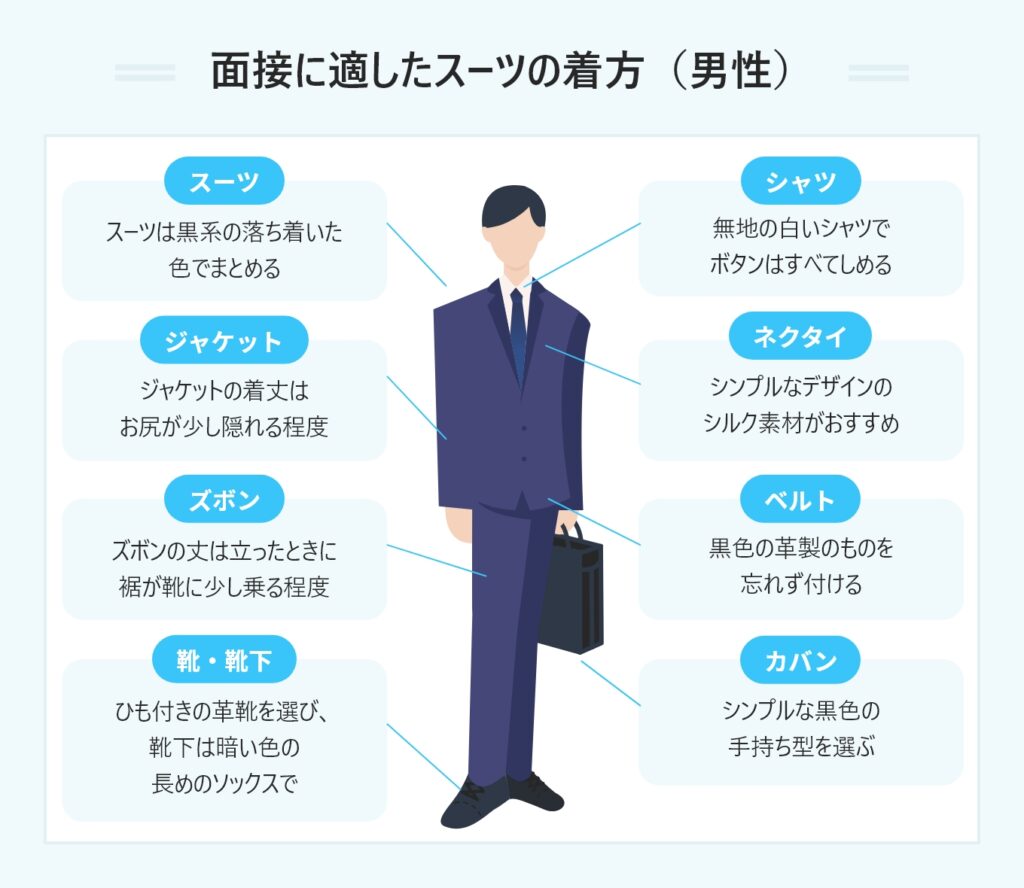 面接に適したスーツの着方（男性）
スーツ
スーツは黒系の落ち着いた
色でまとめる
ジャケット
ジャケットの着丈は
お尻が少し隠れる程度
ズボン
ズボンの丈は立ったときに
裾が靴に少し乗る程度
靴・靴下
ひも付きの革靴を選び、
靴下は暗い色の
長めのソックスで
シャツ
無地の白いシャツで
ボタンはすべてしめる
ネクタイ
シンプルなデザインの
シルク素材がおすすめ
ベルト
黒色の革製のものを
忘れず付ける
カバン
シンプルな黒色の
手持ち型を選ぶ